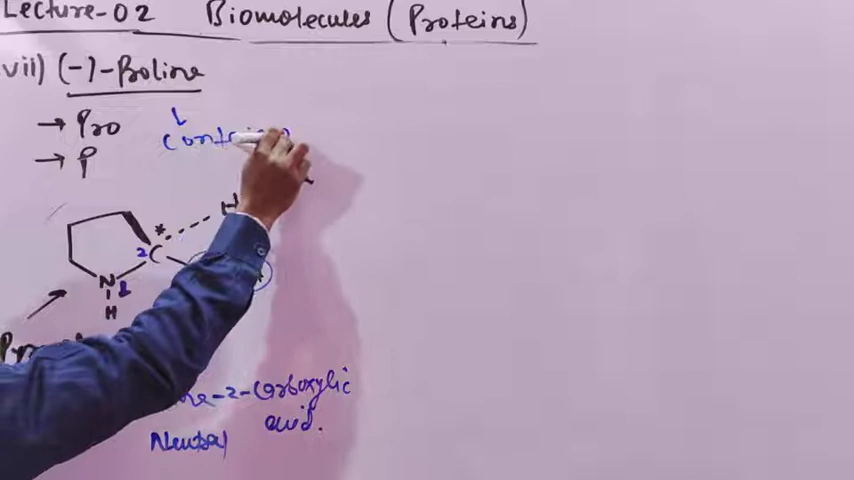 Lecture-02 Biomolecules (Proteins)
vii) (-)-Proline
→ Pro
→ P
H
*
2 C
N 1
H
-2-Carboxylic
acid.
Neutral